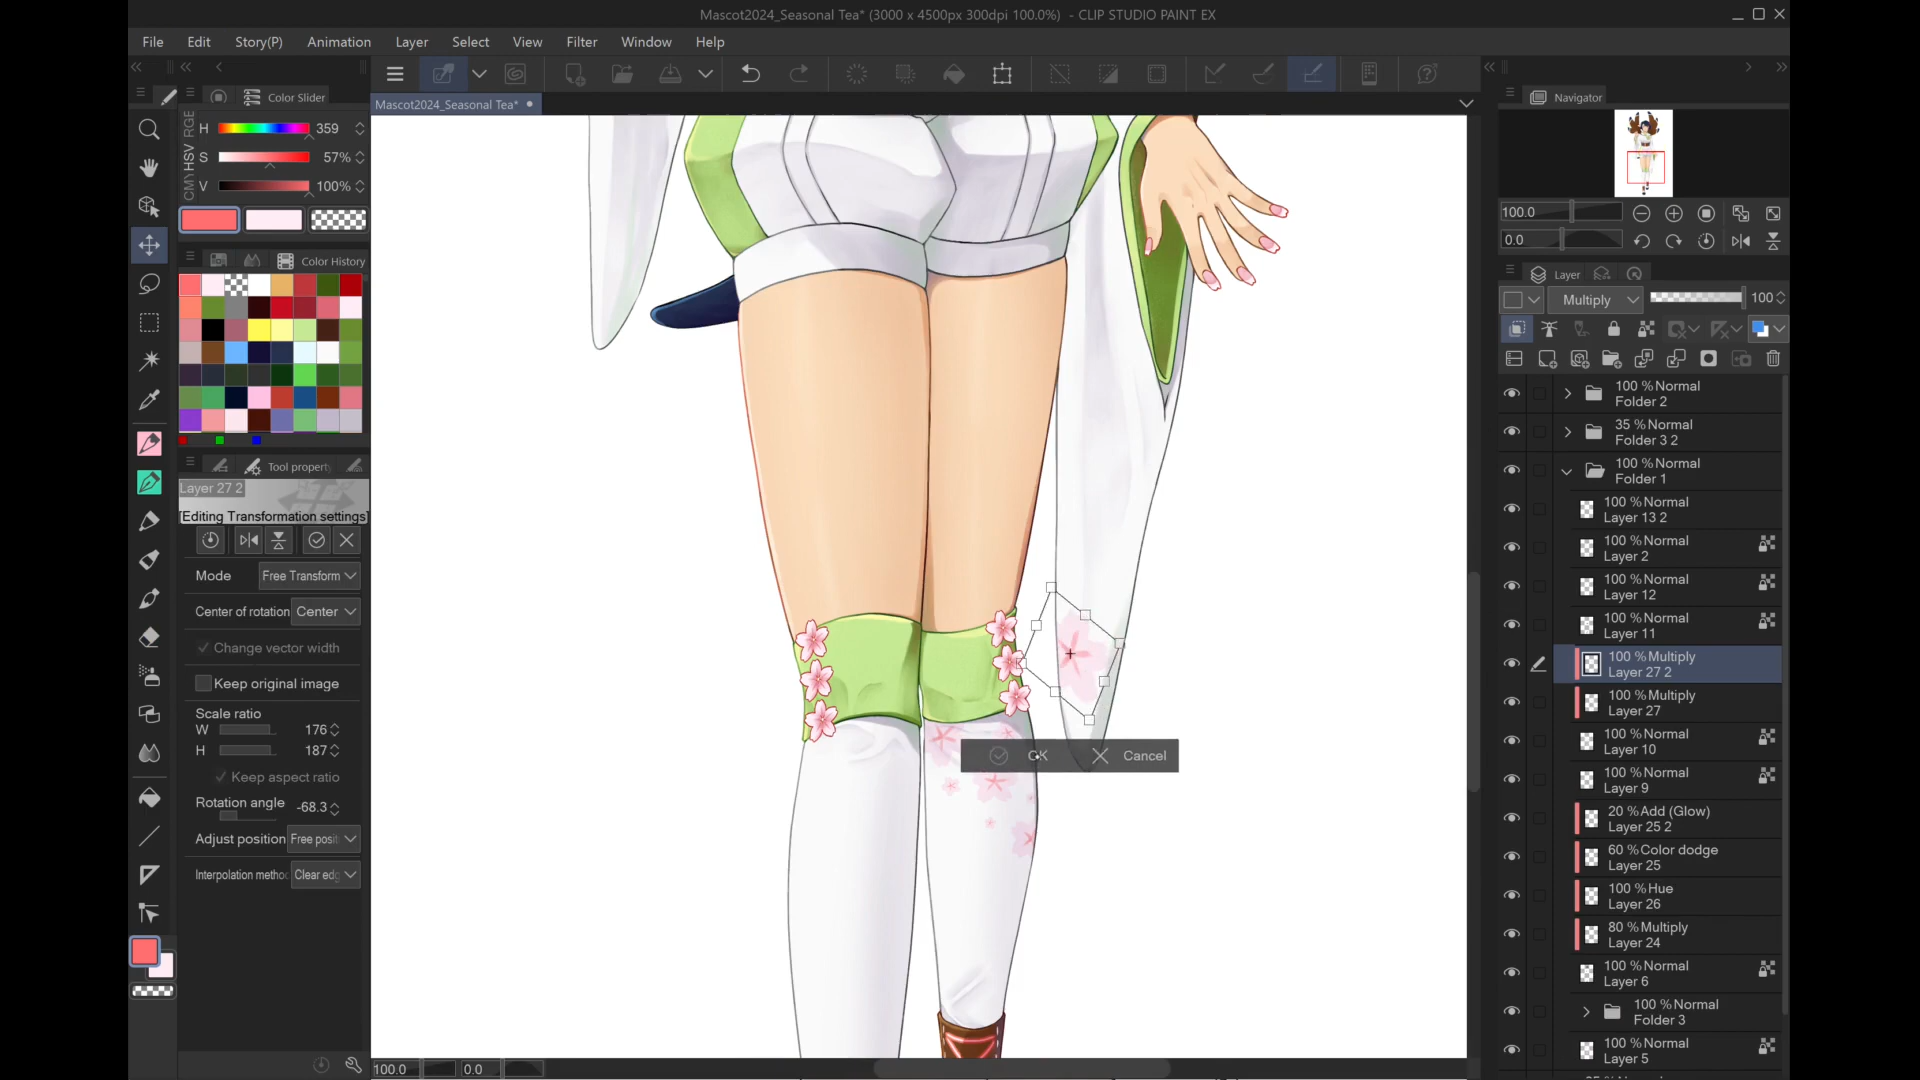 Mascot2024_Seasonal Tea* (3000 x 4500px 300dpi 100.0%) - CLIP STUDIO PAINT EX
File Edit Story(P) Animation Layer Select View Filter Window Help
Mascot2024_Seasonal Tea*
Color Slider
RGE
HSV
CMY
H 359
S 57%
V 100%
Color History
Tool property
Layer 27 2
[Editing Transformation settings]
Mode Free Transform
Center of rotation Center
Change vector width
Keep original image
Scale ratio
W 176
H 187
Keep aspect ratio
Rotation angle -68.3
Adjust position Free posi
Interpolation metho Clear edg
OK Cancel
100.0 0.0
Navigator
100.0
0.0
Layer
Multiply 100
100 %Normal
Folder 2
35 %Normal
Folder 3 2
100 %Normal
Folder 1
100 %Normal
Layer 13 2
100 %Normal
Layer 2
100 %Normal
Layer 12
100 %Normal
Layer 11
100 %Multiply
Layer 27 2
100 %Multiply
Layer 27
100 %Normal
Layer 10
100 %Normal
Layer 9
20 %Add (Glow)
Layer 25 2
60 %Color dodge
Layer 25
100 %Hue
Layer 26
80 %Multiply
Layer 24
100 %Normal
Layer 6
100 %Normal
Folder 3
100 %Normal
Layer 5